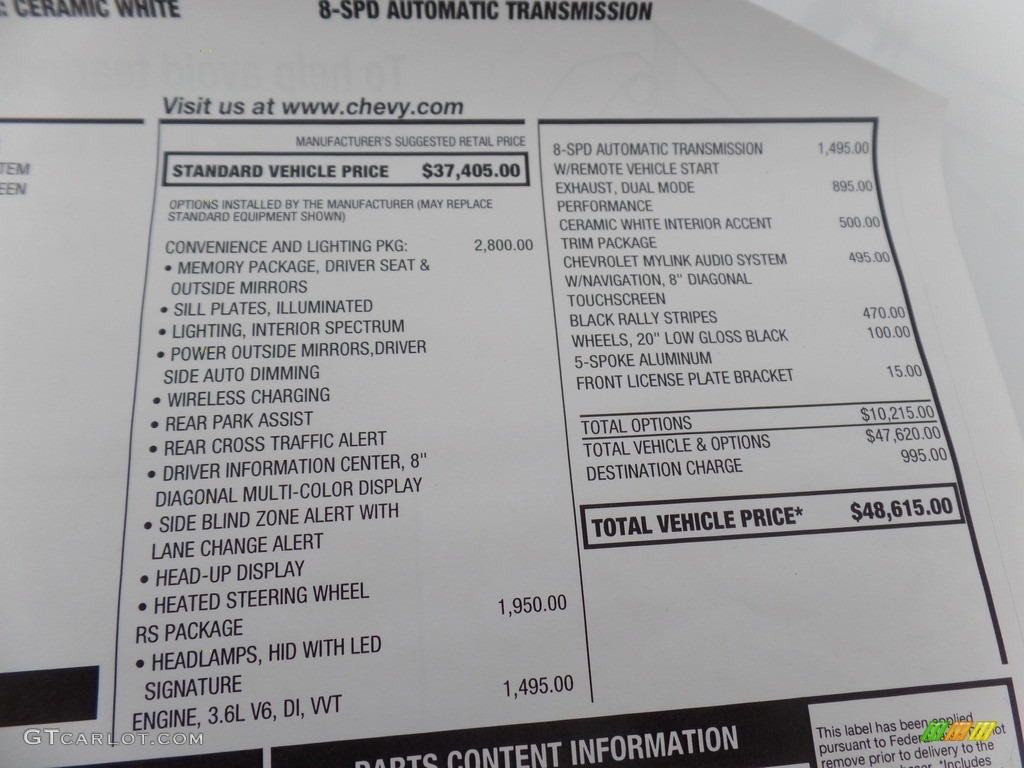 : CERAMIC WHITE
8-SPD AUTOMATIC TRANSMISSION
Visit us at www.chevy.com
TEM
EEN
MANUFACTURER'S SUGGESTED RETAIL PRICE
STANDARD VEHICLE PRICE $37,405.00
OPTIONS INSTALLED BY THE MANUFACTURER (MAY REPLACE
STANDARD EQUIPMENT SHOWN)
CONVENIENCE AND LIGHTING PKG: 2,800.00
• MEMORY PACKAGE, DRIVER SEAT &
OUTSIDE MIRRORS
• SILL PLATES, ILLUMINATED
• LIGHTING, INTERIOR SPECTRUM
• POWER OUTSIDE MIRRORS,DRIVER
SIDE AUTO DIMMING
• WIRELESS CHARGING
• REAR PARK ASSIST
• REAR CROSS TRAFFIC ALERT
• DRIVER INFORMATION CENTER, 8"
DIAGONAL MULTI-COLOR DISPLAY
• SIDE BLIND ZONE ALERT WITH
LANE CHANGE ALERT
• HEAD-UP DISPLAY
• HEATED STEERING WHEEL
RS PACKAGE 1,950.00
• HEADLAMPS, HID WITH LED
SIGNATURE
ENGINE, 3.6L V6, DI, VVT 1,495.00
8-SPD AUTOMATIC TRANSMISSION 1,495.00
W/REMOTE VEHICLE START
EXHAUST, DUAL MODE 895.00
PERFORMANCE
CERAMIC WHITE INTERIOR ACCENT 500.00
TRIM PACKAGE
CHEVROLET MYLINK AUDIO SYSTEM 495.00
W/NAVIGATION, 8" DIAGONAL
TOUCHSCREEN
BLACK RALLY STRIPES 470.00
WHEELS, 20" LOW GLOSS BLACK 100.00
5-SPOKE ALUMINUM
FRONT LICENSE PLATE BRACKET 15.00
TOTAL OPTIONS $10,215.00
TOTAL VEHICLE & OPTIONS $47,620.00
DESTINATION CHARGE 995.00
TOTAL VEHICLE PRICE* $48,615.00
PARTS CONTENT INFORMATION
This label has been applied
pursuant to Feder not
remove prior to delivery to the
*Includes
GTCARLOT.COM